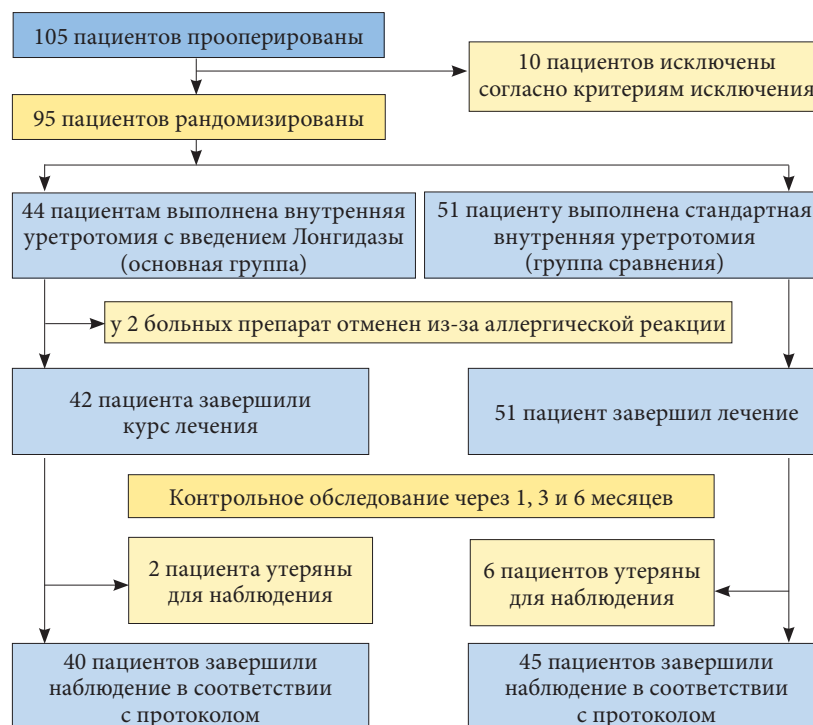 105 пациентов прооперированы
10 пациентов исключены
согласно критериям исключения
95 пациентов рандомизированы
44 пациентам выполнена внутренняя
уретротомия с введением Лонгидазы
(основная группа)
51 пациенту выполнена стандартная
внутренняя уретротомия
(группа сравнения)
у 2 больных препарат отменен из-за аллергической реакции
42 пациента завершили
курс лечения
51 пациент завершил лечение
Контрольное обследование через 1, 3 и 6 месяцев
2 пациента утеряны
для наблюдения
6 пациентов утеряны
для наблюдения
40 пациентов завершили
наблюдение в соответствии
с протоколом
45 пациентов завершили
наблюдение в соответствии
с протоколом